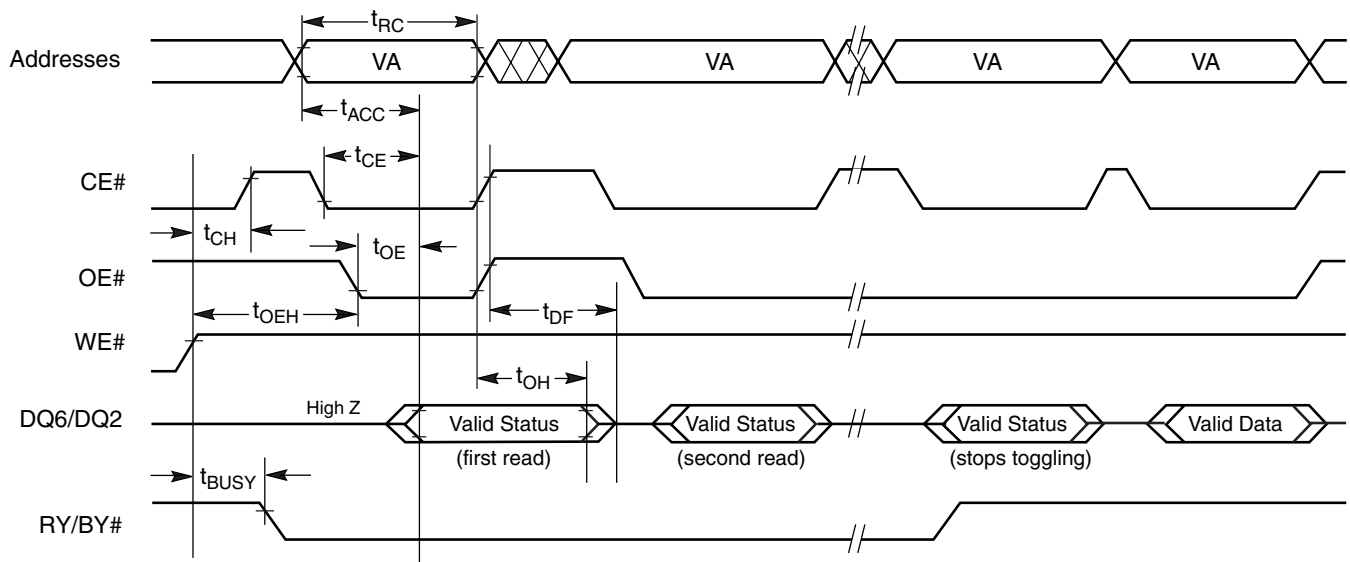 tRC
Addresses VA VA VA VA
tACC
tCE
CE#
tCH tOE
OE#
tOEH tDF
WE#
tOH
High Z
DQ6/DQ2 Valid Status Valid Status Valid Status Valid Data
(first read) (second read) (stops toggling)
tBUSY
RY/BY#